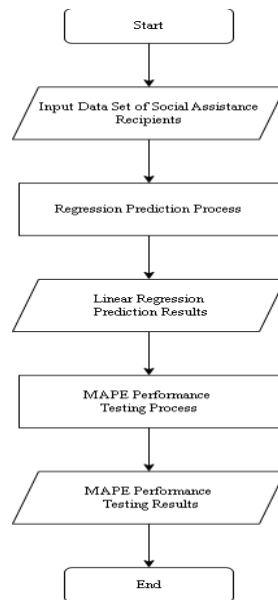 Start
Input Data Set of Social Assistance
Recipients
Regression Prediction Process
Linear Regression
Prediction Results
MAPE Performance
Testing Process
MAPE Performance
Testing Results
End